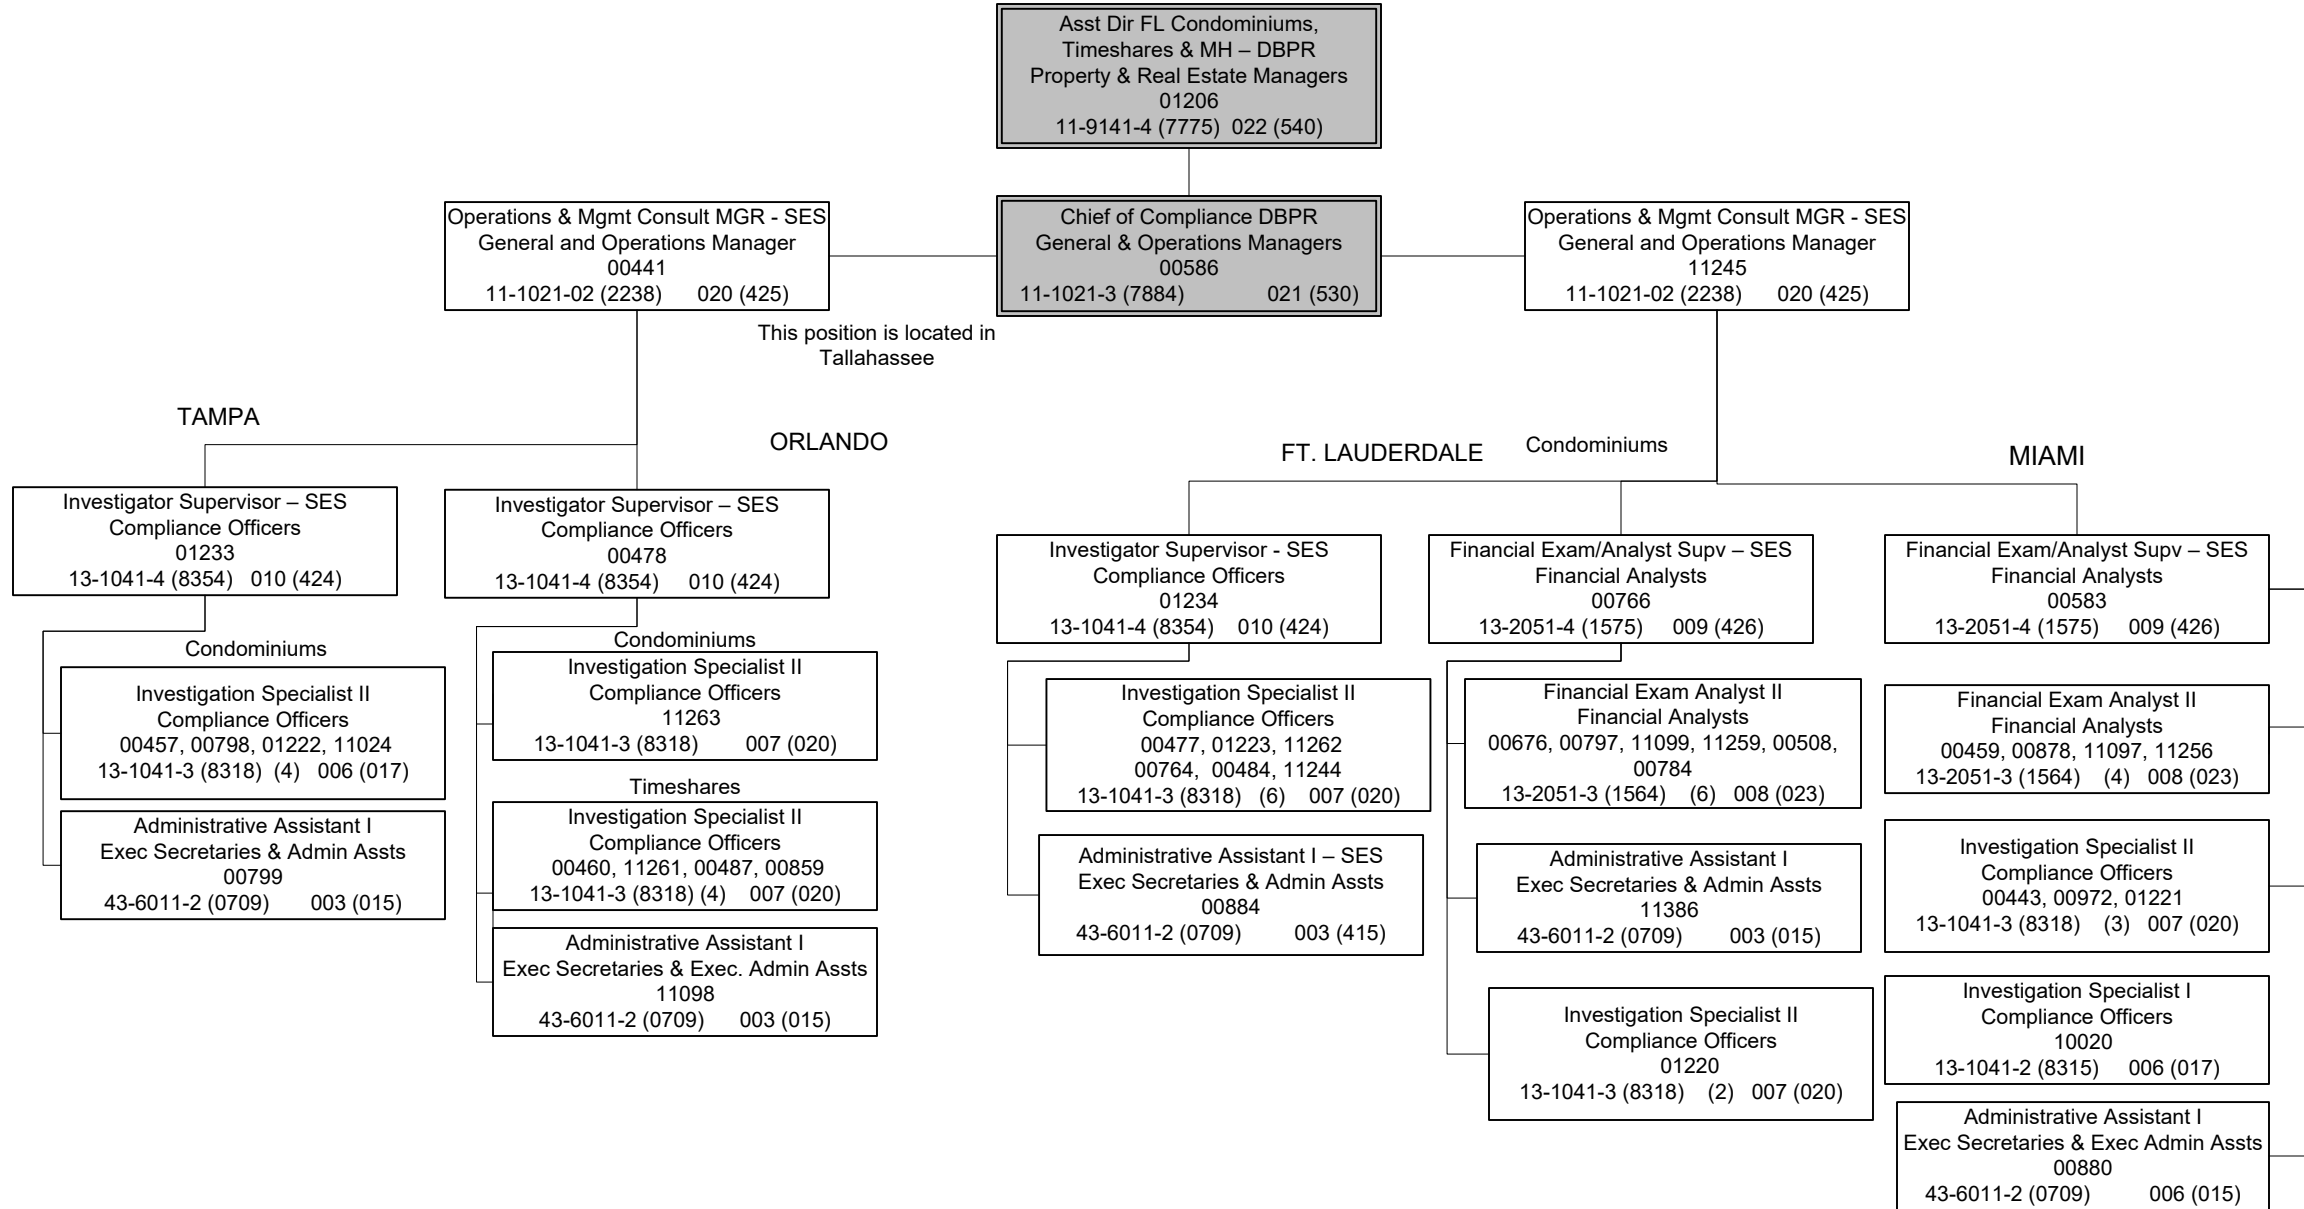 Asst Dir FL Condominiums,
Timeshares & MH – DBPR
Property & Real Estate Managers
01206
11-9141-4 (7775) 022 (540)
Operations & Mgmt Consult MGR - SES
General and Operations Manager
00441
11-1021-02 (2238) 020 (425)
Chief of Compliance DBPR
General & Operations Managers
00586
11-1021-3 (7884) 021 (530)
Operations & Mgmt Consult MGR - SES
General and Operations Manager
11245
11-1021-02 (2238) 020 (425)
This position is located in
Tallahassee
TAMPA
Investigator Supervisor – SES
Compliance Officers
01233
13-1041-4 (8354) 010 (424)
Condominiums
Investigation Specialist II
Compliance Officers
00457, 00798, 01222, 11024
13-1041-3 (8318) (4) 006 (017)
Administrative Assistant I
Exec Secretaries & Admin Assts
00799
43-6011-2 (0709) 003 (015)
ORLANDO
Investigator Supervisor – SES
Compliance Officers
00478
13-1041-4 (8354) 010 (424)
Condominiums
Investigation Specialist II
Compliance Officers
11263
13-1041-3 (8318) 007 (020)
Timeshares
Investigation Specialist II
Compliance Officers
00460, 11261, 00487, 00859
13-1041-3 (8318) (4) 007 (020)
Administrative Assistant I
Exec Secretaries & Exec. Admin Assts
11098
43-6011-2 (0709) 003 (015)
FT. LAUDERDALE
Condominiums
Investigator Supervisor - SES
Compliance Officers
01234
13-1041-4 (8354) 010 (424)
Investigation Specialist II
Compliance Officers
00477, 01223, 11262
00764, 00484, 11244
13-1041-3 (8318) (6) 007 (020)
Administrative Assistant I – SES
Exec Secretaries & Admin Assts
00884
43-6011-2 (0709) 003 (415)
Financial Exam/Analyst Supv – SES
Financial Analysts
00766
13-2051-4 (1575) 009 (426)
Financial Exam Analyst II
Financial Analysts
00676, 00797, 11099, 11259, 00508,
00784
13-2051-3 (1564) (6) 008 (023)
Administrative Assistant I
Exec Secretaries & Admin Assts
11386
43-6011-2 (0709) 003 (015)
Investigation Specialist II
Compliance Officers
01220
13-1041-3 (8318) (2) 007 (020)
MIAMI
Financial Exam/Analyst Supv – SES
Financial Analysts
00583
13-2051-4 (1575) 009 (426)
Financial Exam Analyst II
Financial Analysts
00459, 00878, 11097, 11256
13-2051-3 (1564) (4) 008 (023)
Investigation Specialist II
Compliance Officers
00443, 00972, 01221
13-1041-3 (8318) (3) 007 (020)
Investigation Specialist I
Compliance Officers
10020
13-1041-2 (8315) 006 (017)
Administrative Assistant I
Exec Secretaries & Exec Admin Assts
00880
43-6011-2 (0709) 006 (015)